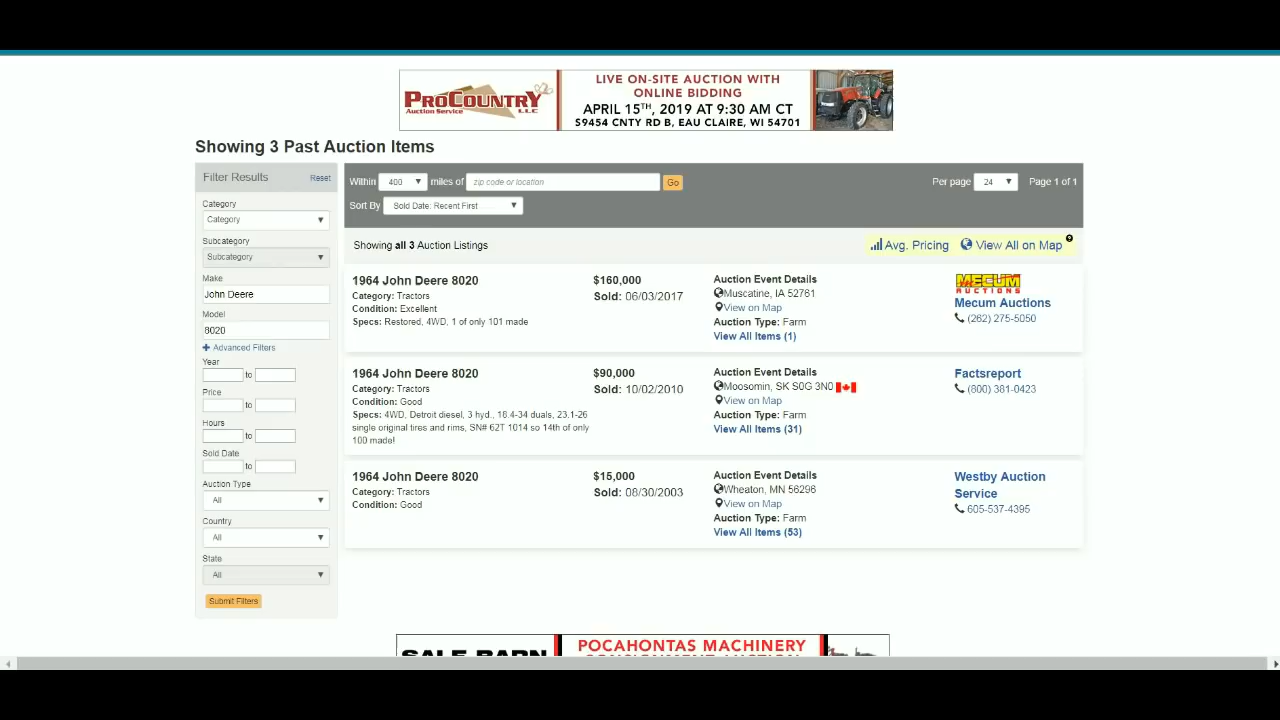 PROCOUNTRY LLC
Auction Service
LIVE ON-SITE AUCTION WITH
ONLINE BIDDING
APRIL 15TH, 2019 AT 9:30 AM CT
S9454 CNTY RD B, EAU CLAIRE, WI 54701
Showing 3 Past Auction Items
Filter Results Reset
Category
Category
Subcategory
Subcategory
Make
John Deere
Model
8020
Advanced Filters
Year
to
Price
to
Hours
to
Sold Date
to
Auction Type
All
Country
All
State
All
Submit Filters
Within 400 miles of zip code or location Go Per page 24 Page 1 of 1
Sort By Sold Date: Recent First
Showing all 3 Auction Listings Avg. Pricing View All on Map ?
1964 John Deere 8020
Category: Tractors
Condition: Excellent
Specs: Restored, 4WD, 1 of only 101 made
$160,000
Sold: 06/03/2017
Auction Event Details
Muscatine, IA 52761
View on Map
Auction Type: Farm
View All Items (1)
MECUM
AUCTIONS
Mecum Auctions
(262) 275-5050
1964 John Deere 8020
Category: Tractors
Condition: Good
Specs: 4WD, Detroit diesel, 3 hyd., 18.4-34 duals, 23.1-26
single original tires and rims, SN# 62T 1014 so 14th of only
100 made!
$90,000
Sold: 10/02/2010
Auction Event Details
Moosomin, SK S0G 3N0
View on Map
Auction Type: Farm
View All Items (31)
Factsreport
(800) 381-0423
1964 John Deere 8020
Category: Tractors
Condition: Good
$15,000
Sold: 08/30/2003
Auction Event Details
Wheaton, MN 56296
View on Map
Auction Type: Farm
View All Items (53)
Westby Auction
Service
605-537-4395
SALE BARN
POCAHONTAS MACHINERY
CONSIGNMENT AUCTION